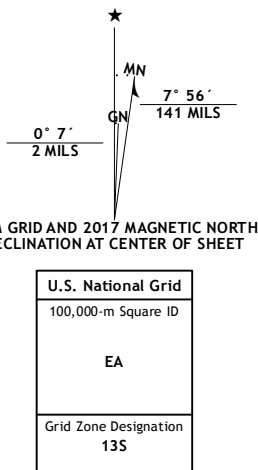 ★
MN
GN
7° 56´
141 MILS
0° 7´
2 MILS
GRID AND 2017 MAGNETIC NORTH
ECLINATION AT CENTER OF SHEET
U.S. National Grid
100,000-m Square ID
EA
Grid Zone Designation
13S